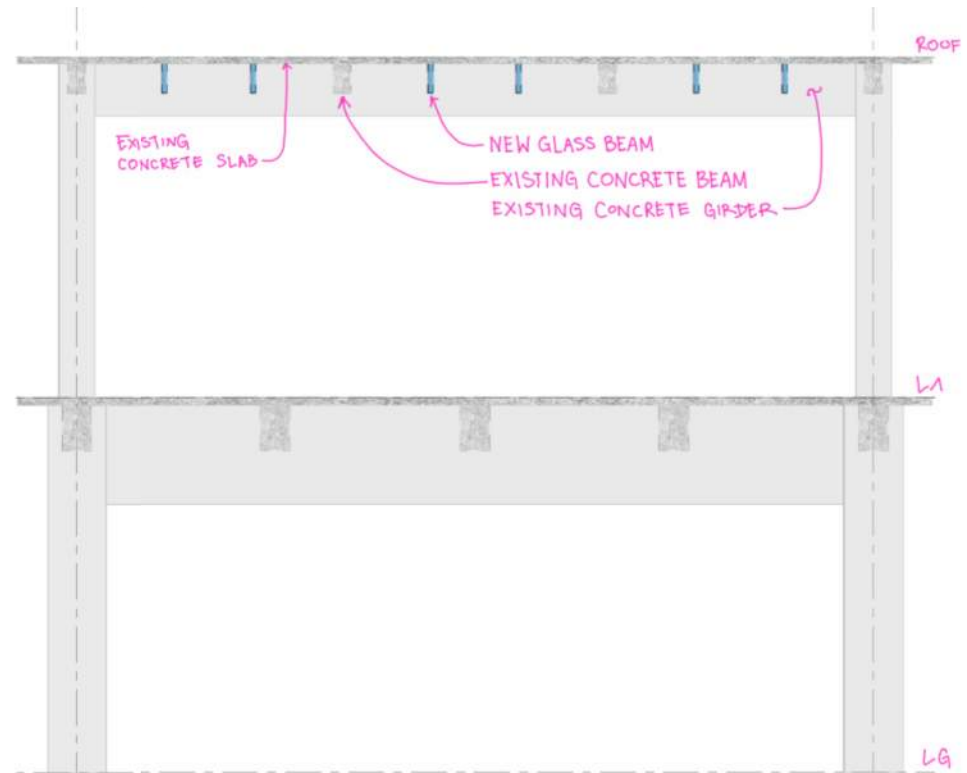 ROOF
EXISTING
CONCRETE SLAB
NEW GLASS BEAM
EXISTING CONCRETE BEAM
EXISTING CONCRETE GIRDER
L1
LG